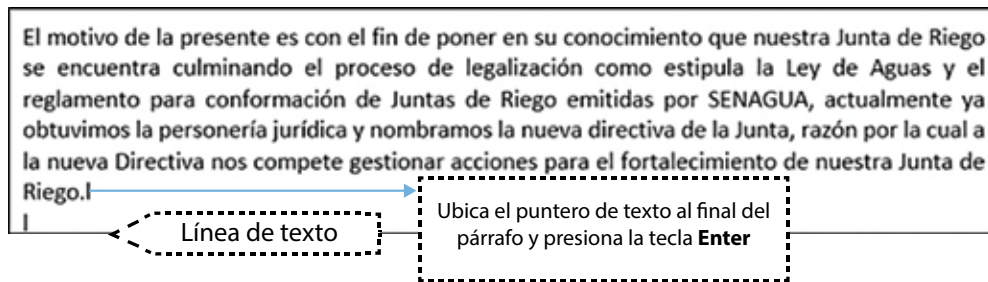 El motivo de la presente es con el fin de poner en su conocimiento que nuestra Junta de Riego
se encuentra culminando el proceso de legalización como estipula la Ley de Aguas y el
reglamento para conformación de Juntas de Riego emitidas por SENAGUA, actualmente ya
obtuvimos la personería jurídica y nombramos la nueva directiva de la Junta, razón por la cual a
la nueva Directiva nos compete gestionar acciones para el fortalecimiento de nuestra Junta de
Riego.
Línea de texto
Ubica el puntero de texto al final del
párrafo y presiona la tecla Enter